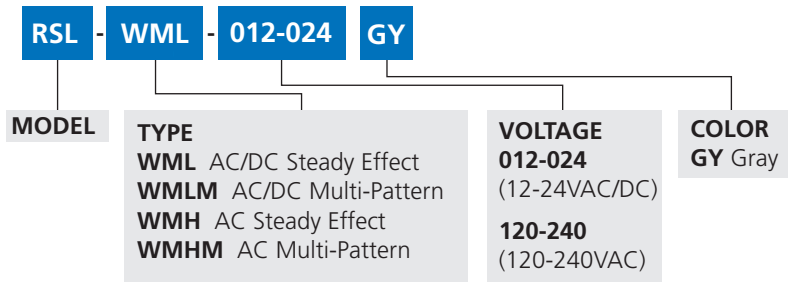 RSL - WML - 012-024 GY
MODEL
TYPE
WML AC/DC Steady Effect
WMLM AC/DC Multi-Pattern
WMH AC Steady Effect
WMHM AC Multi-Pattern
VOLTAGE
012-024
(12-24VAC/DC)
120-240
(120-240VAC)
COLOR
GY Gray